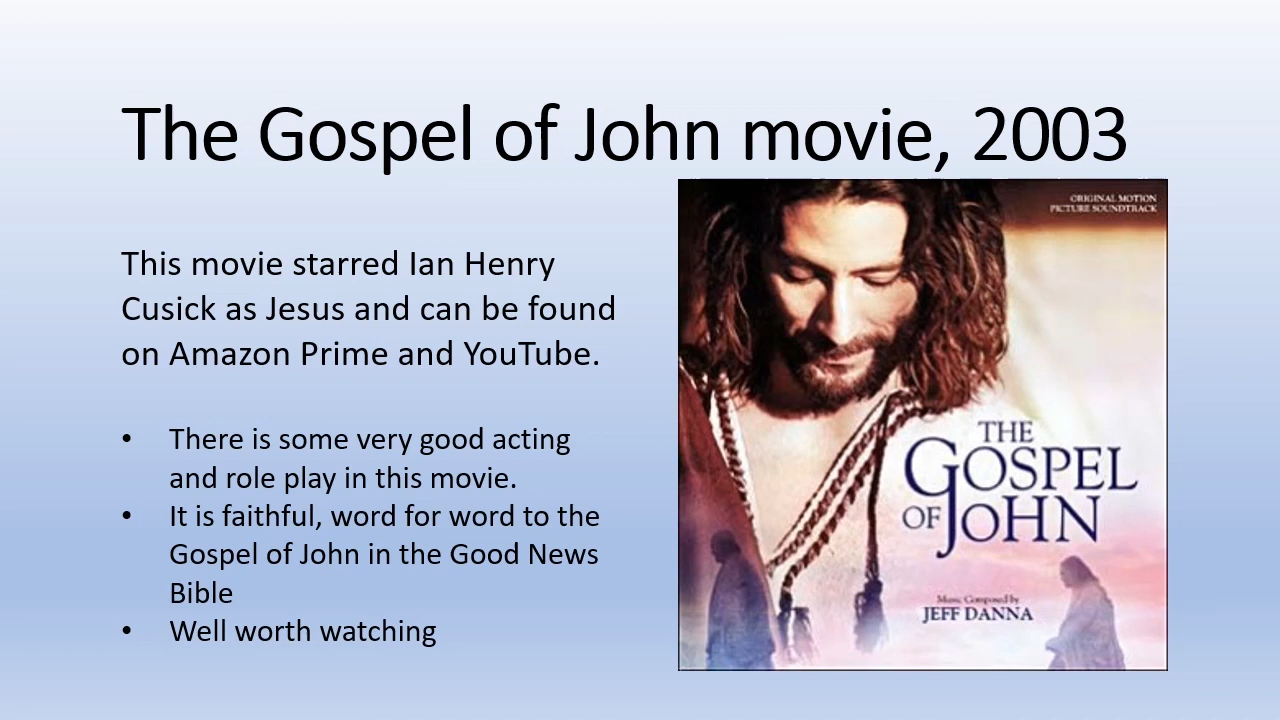 The Gospel of John movie, 2003
This movie starred Ian Henry
Cusick as Jesus and can be found
on Amazon Prime and YouTube.
• There is some very good acting
and role play in this movie.
• It is faithful, word for word to the
Gospel of John in the Good News
Bible
• Well worth watching
ORIGINAL MOTION
PICTURE SOUNDTRACK
THE
GOSPEL
OF JOHN
Music Composed by
JEFF DANNA